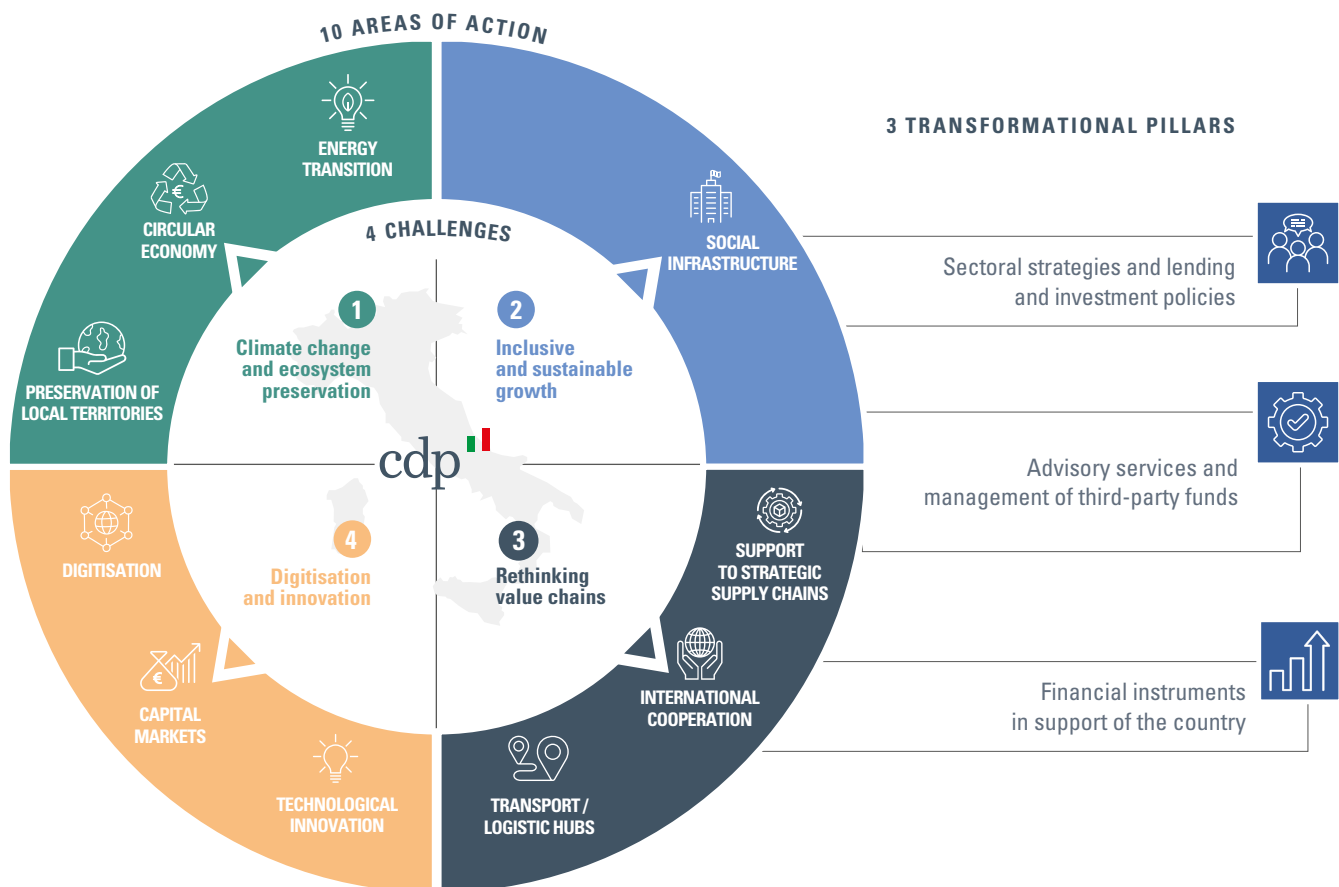 10 AREAS OF ACTION
ENERGY
TRANSITION
CIRCULAR
ECONOMY
PRESERVATION OF
LOCAL TERRITORIES
SOCIAL
INFRASTRUCTURE
4 CHALLENGES
1
Climate change
and ecosystem
preservation
2
Inclusive
and sustainable
growth
cdp
4
Digitisation
and innovation
3
Rethinking
value chains
DIGITISATION
CAPITAL
MARKETS
TECHNOLOGICAL
INNOVATION
SUPPORT
TO STRATEGIC
SUPPLY CHAINS
INTERNATIONAL
COOPERATION
TRANSPORT /
LOGISTIC HUBS
3 TRANSFORMATIONAL PILLARS
Sectoral strategies and lending
and investment policies
Advisory services and
management of third-party funds
Financial instruments
in support of the country